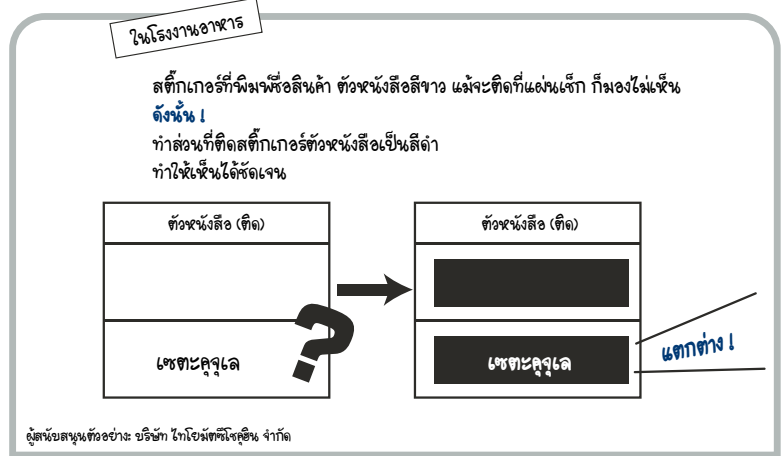 ในโรงงานอาหาร
สติ๊กเกอร์ที่พิมพ์ชื่อสินค้า ตัวหนังสือสีขาว แม้จะติดที่แผ่นเช็ก ก็มองไม่เห็น
ดังนั้น !
ทำส่วนที่ติดสติ๊กเกอร์ตัวหนังสือเป็นสีดำ
ทำให้เห็นได้ชัดเจน
ตัวหนังสือ (ติด)
ตัวหนังสือ (ติด)
?
เซตะคุจุเล
เซตะคุจุเล
แตกต่าง !
ผู้สนับสนุนตัวอย่าง: บริษัท ไทโยมัตซึโชคุฮิน จำกัด